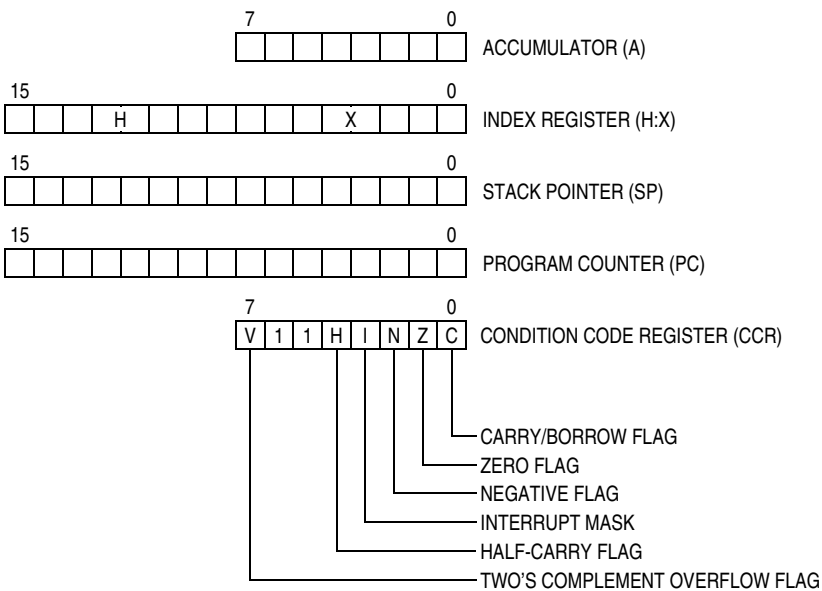 7 0
ACCUMULATOR (A)
15 0
H X INDEX REGISTER (H:X)
15 0
STACK POINTER (SP)
15 0
PROGRAM COUNTER (PC)
7 0
V 1 1 H I N Z C CONDITION CODE REGISTER (CCR)
CARRY/BORROW FLAG
ZERO FLAG
NEGATIVE FLAG
INTERRUPT MASK
HALF-CARRY FLAG
TWO'S COMPLEMENT OVERFLOW FLAG